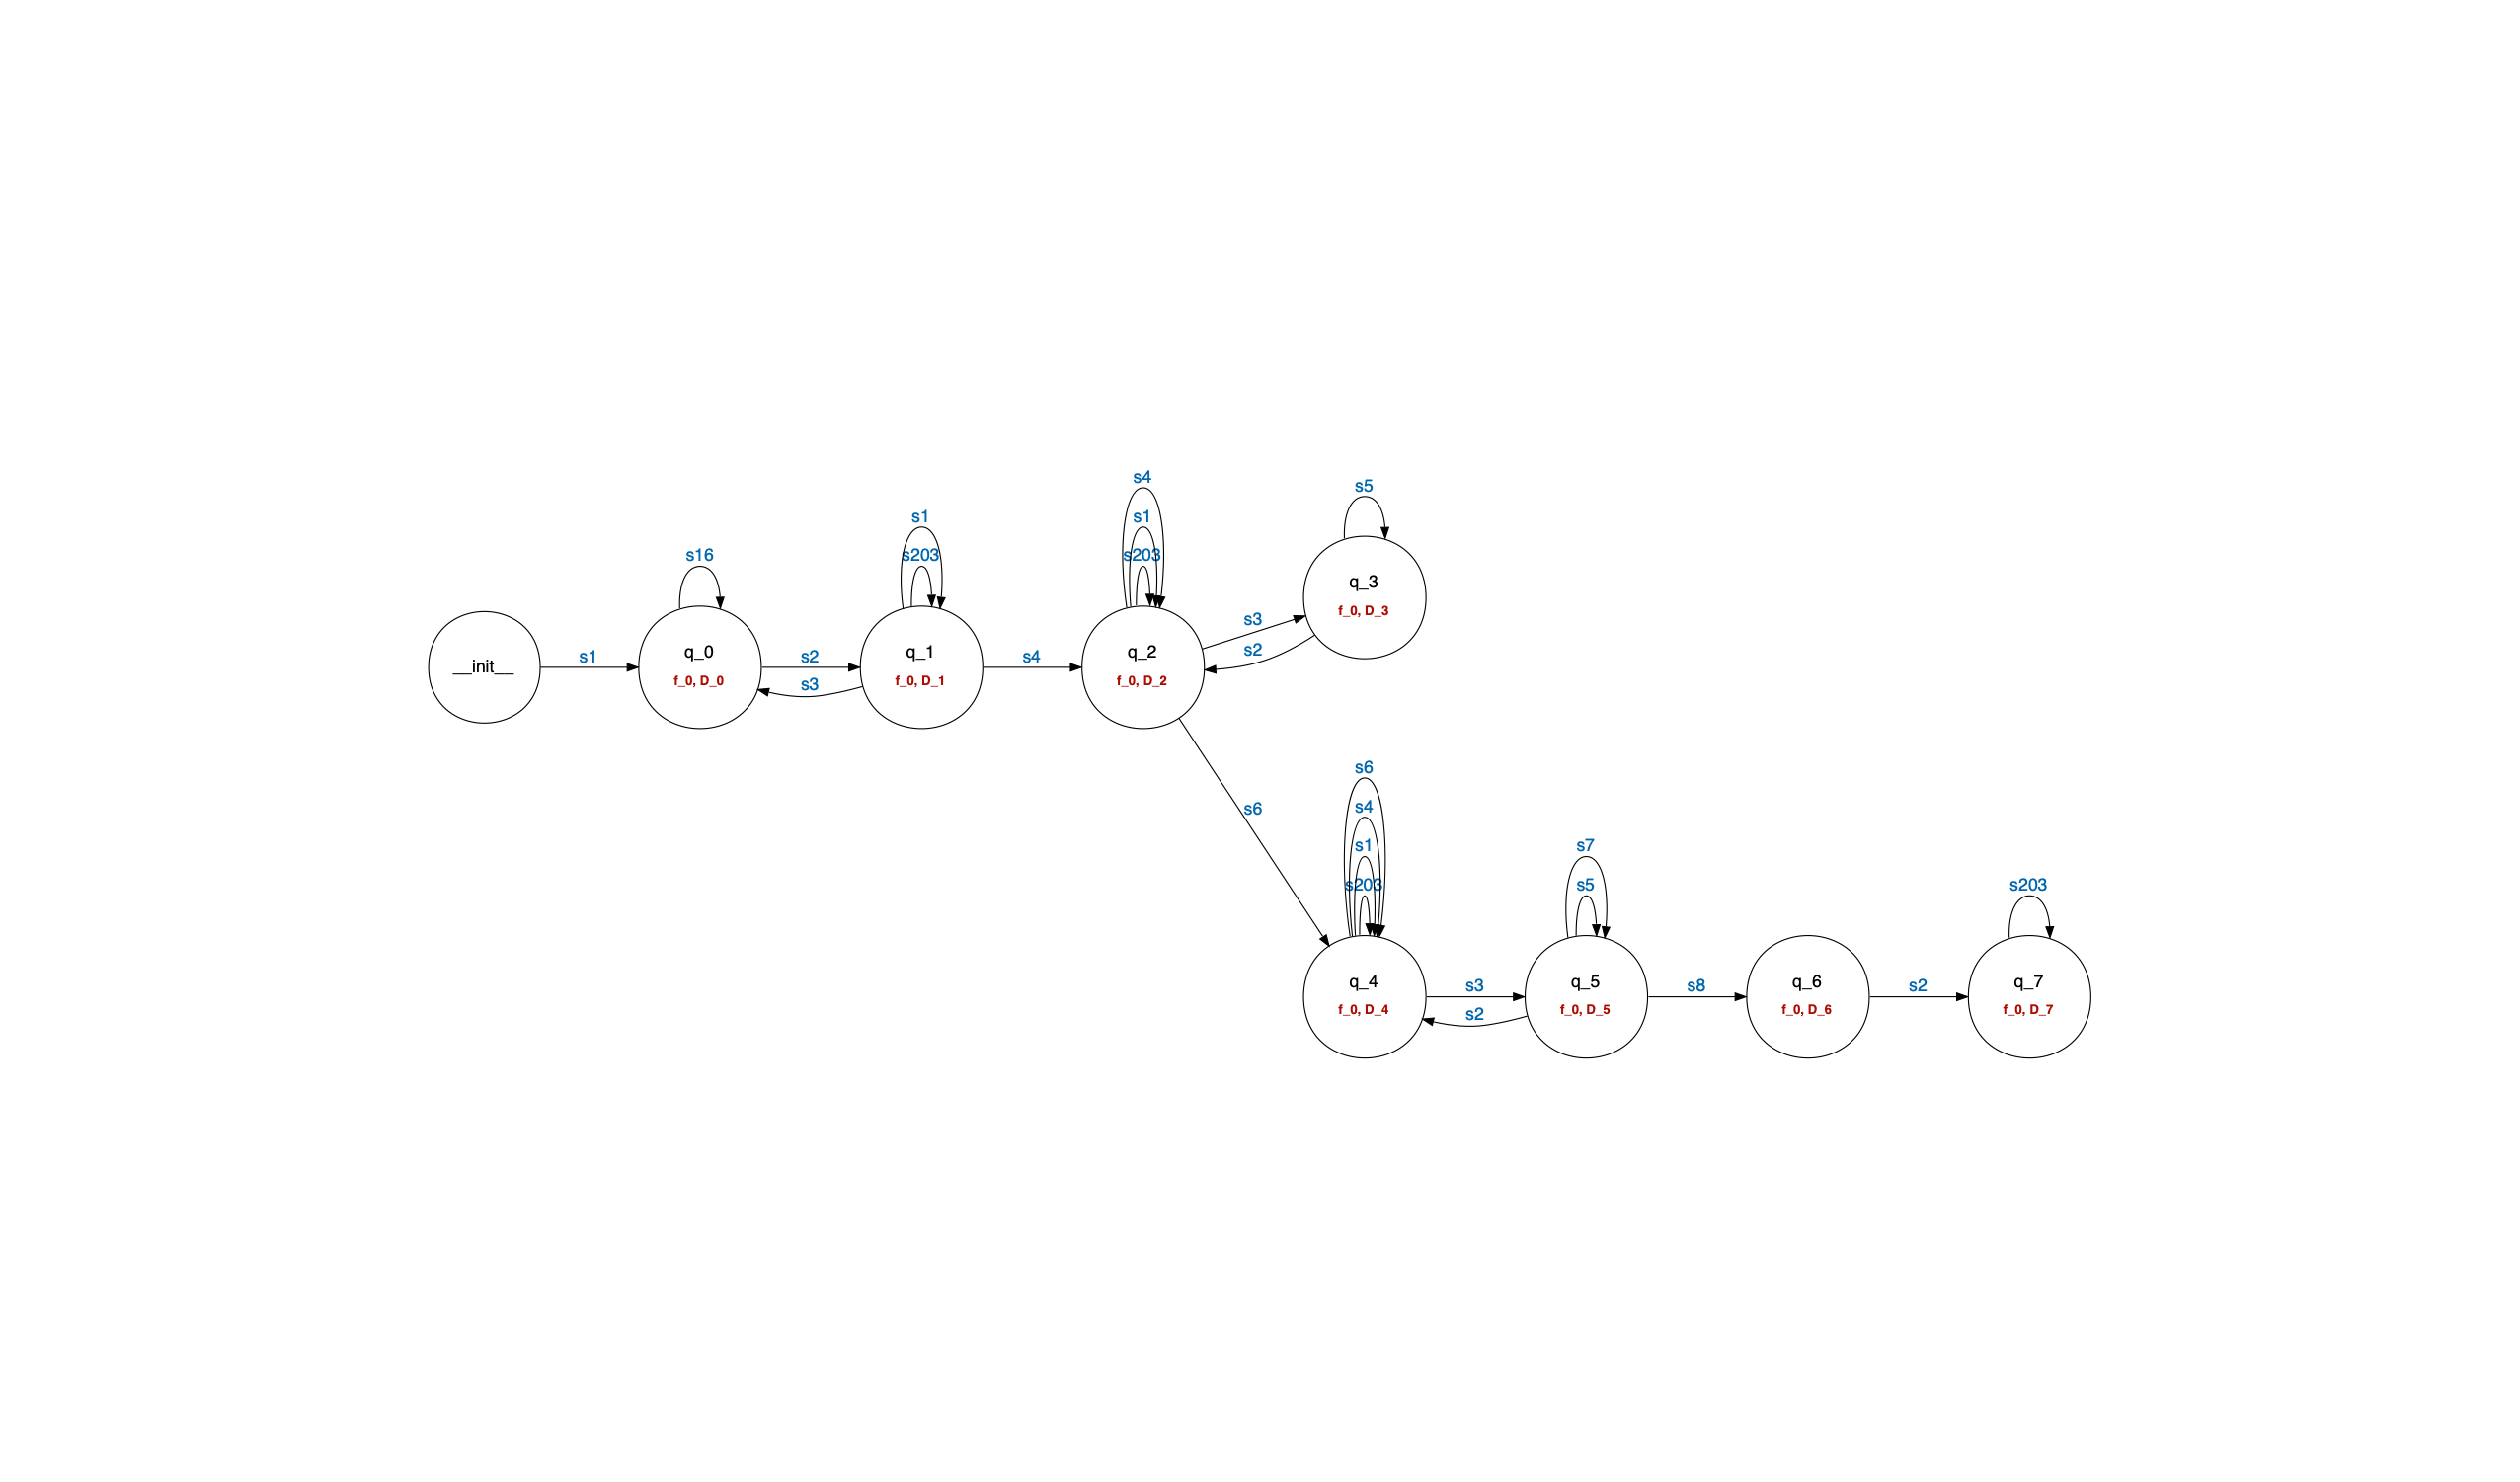 s4
s5
s1
s1
s16
s203
s203
q_3
f_0, D_3
s3
s2
__init__
s1
q_0
f_0, D_0
s2
s3
q_1
f_0, D_1
s4
q_2
f_0, D_2
s6
s6
s4
s1
s203
s7
s5
s203
q_4
f_0, D_4
s3
s2
q_5
f_0, D_5
s8
q_6
f_0, D_6
s2
q_7
f_0, D_7